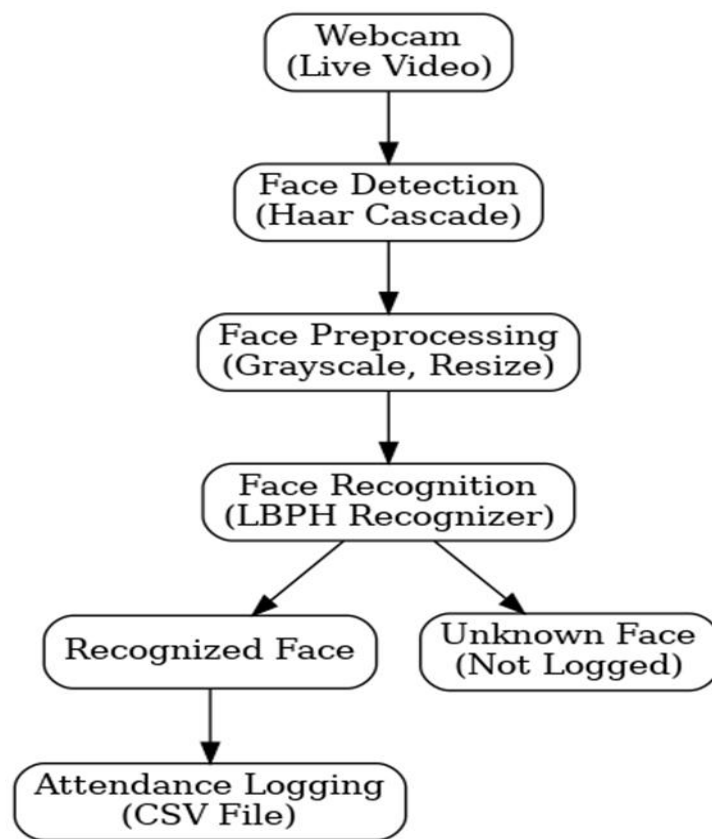 Webcam
(Live Video)
Face Detection
(Haar Cascade)
Face Preprocessing
(Grayscale, Resize)
Face Recognition
(LBPH Recognizer)
Recognized Face
Unknown Face
(Not Logged)
Attendance Logging
(CSV File)